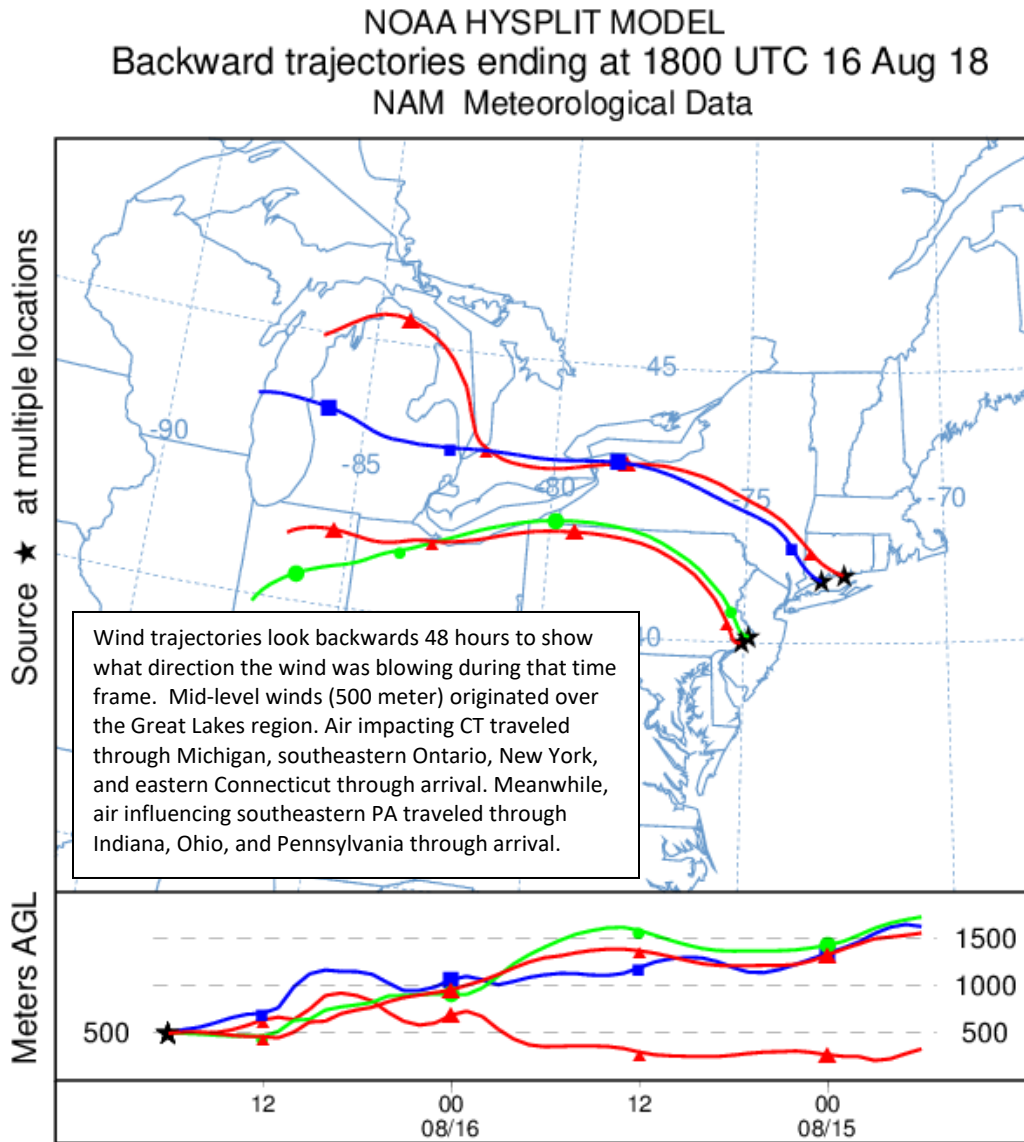 NOAA HYSPLIT MODEL
Backward trajectories ending at 1800 UTC 16 Aug 18
NAM Meteorological Data
Source ★ at multiple locations
45
-90
-85
-80
-75
-70
Wind trajectories look backwards 48 hours to show
what direction the wind was blowing during that time
frame. Mid-level winds (500 meter) originated over
the Great Lakes region. Air impacting CT traveled
through Michigan, southeastern Ontario, New York,
and eastern Connecticut through arrival. Meanwhile,
air influencing southeastern PA traveled through
Indiana, Ohio, and Pennsylvania through arrival.
Meters AGL
500
1500
1000
500
12
00
12
00
08/16
08/15